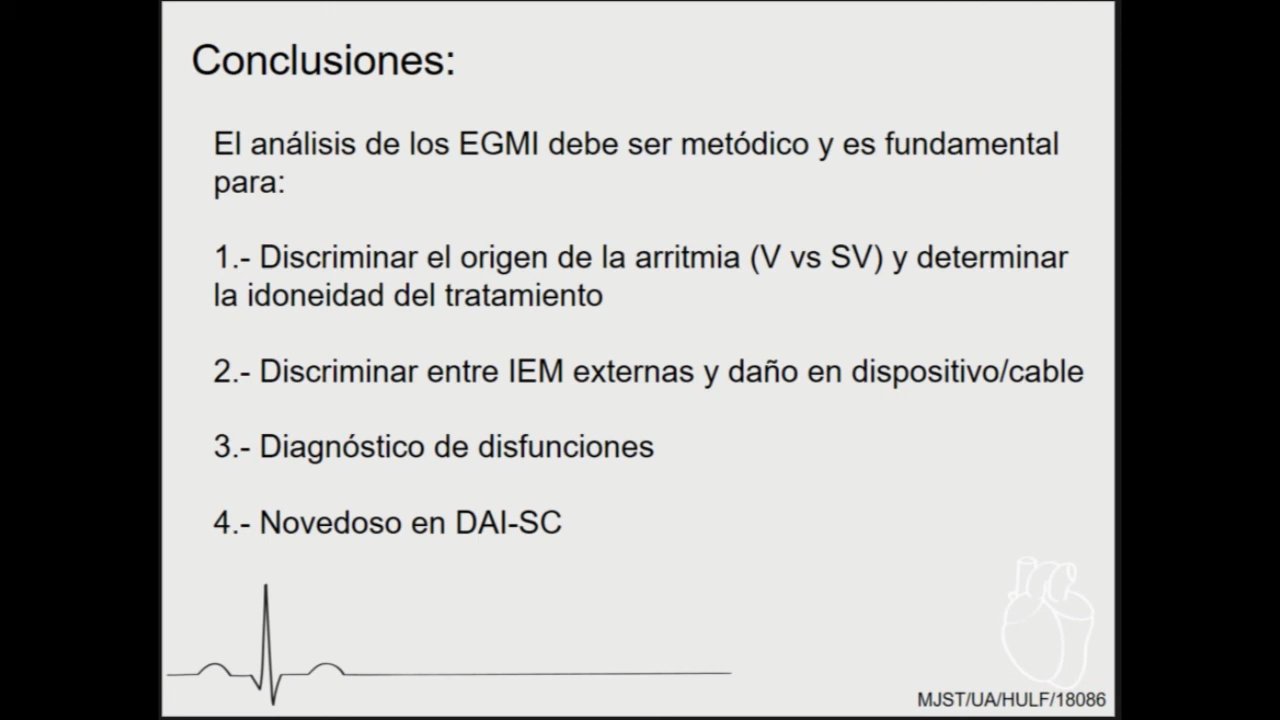 Conclusiones:
El análisis de los EGMI debe ser metódico y es fundamental
para:
1.- Discriminar el origen de la arritmia (V vs SV) y determinar
la idoneidad del tratamiento
2.- Discriminar entre IEM externas y daño en dispositivo/cable
3.- Diagnóstico de disfunciones
4.- Novedoso en DAI-SC
MJST/UA/HULF/18086